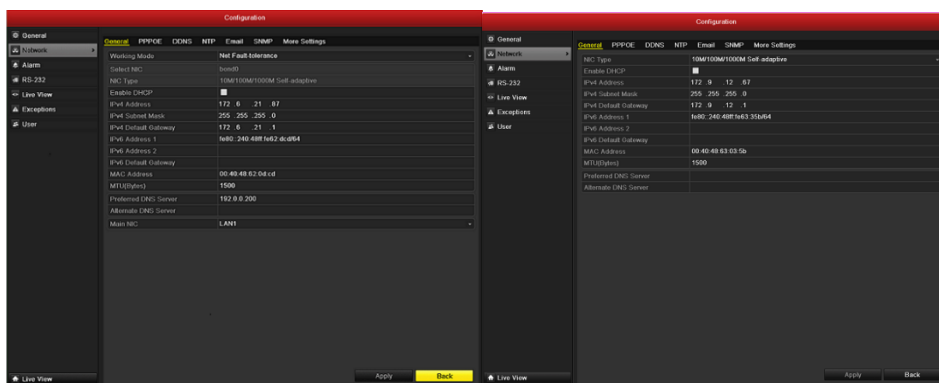 Configuration
General
Network
Alarm
RS-232
Live View
Exceptions
User
Live View
General PPPOE DDNS NTP Email SNMP More Settings
Working Mode Net Fault-tolerance
Select NIC bond0
NIC Type 10M/100M/1000M Self-adaptive
Enable DHCP
IPv4 Address 172 .6 .21 .67
IPv4 Subnet Mask 255 .255 .255 .0
IPv4 Default Gateway 172 .6 .21 .1
IPv6 Address 1 fe80::240:48ff:fe62:dcd/64
IPv6 Address 2
IPv6 Default Gateway
MAC Address 00:40:48:62:0d:cd
MTU(Bytes) 1500
Preferred DNS Server 192.0.0.200
Alternate DNS Server
Main NIC LAN1
Apply Back
Configuration
General
Network
Alarm
RS-232
Live View
Exceptions
User
Live View
General PPPOE DDNS NTP Email SNMP More Settings
NIC Type 10M/100M/1000M Self-adaptive
Enable DHCP
IPv4 Address 172 .9 .12 .67
IPv4 Subnet Mask 255 .255 .255 .0
IPv4 Default Gateway 172 .9 .12 .1
IPv6 Address 1 fe80::240:48ff:fe63:35b/64
IPv6 Address 2
IPv6 Default Gateway
MAC Address 00:40:48:63:03:5b
MTU(Bytes) 1500
Preferred DNS Server
Alternate DNS Server
Apply Back